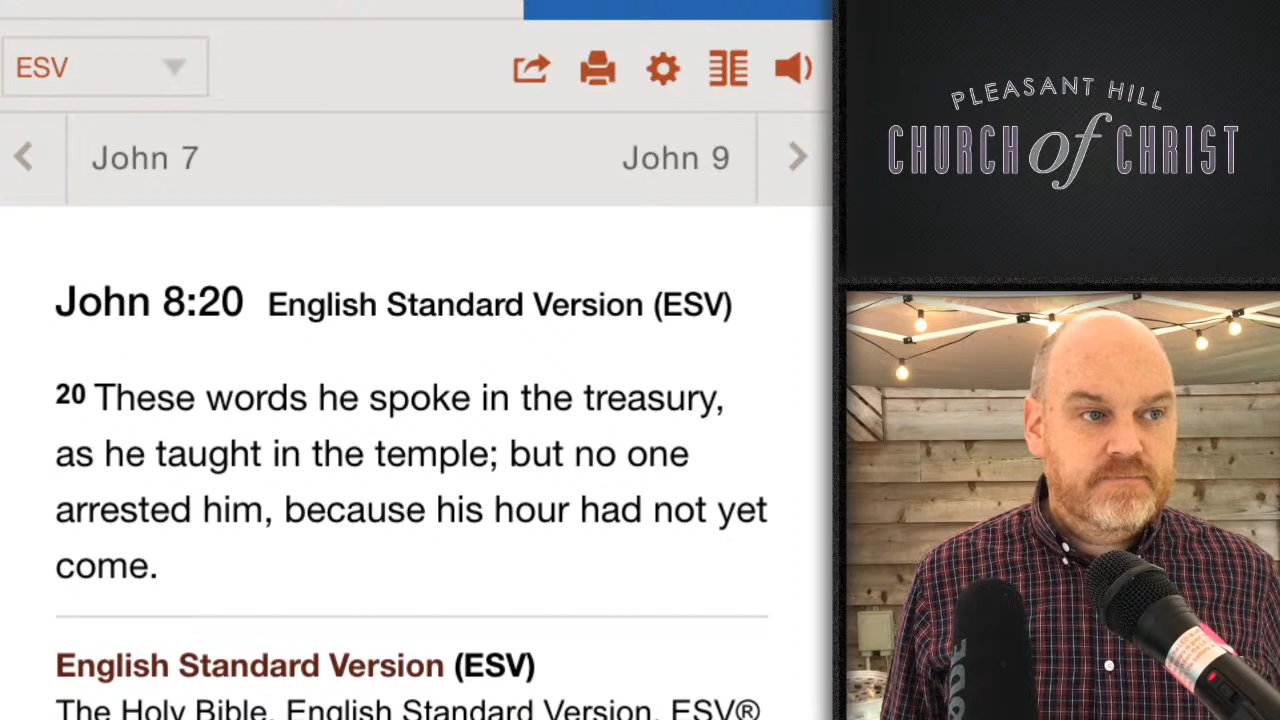 ESV
John 7
John 9
John 8:20 English Standard Version (ESV)
20 These words he spoke in the treasury,
as he taught in the temple; but no one
arrested him, because his hour had not yet
come.
English Standard Version (ESV)
The Holy Bible, English Standard Version. ESV®
PLEASANT HILL
CHURCH of CHRIST
RODE